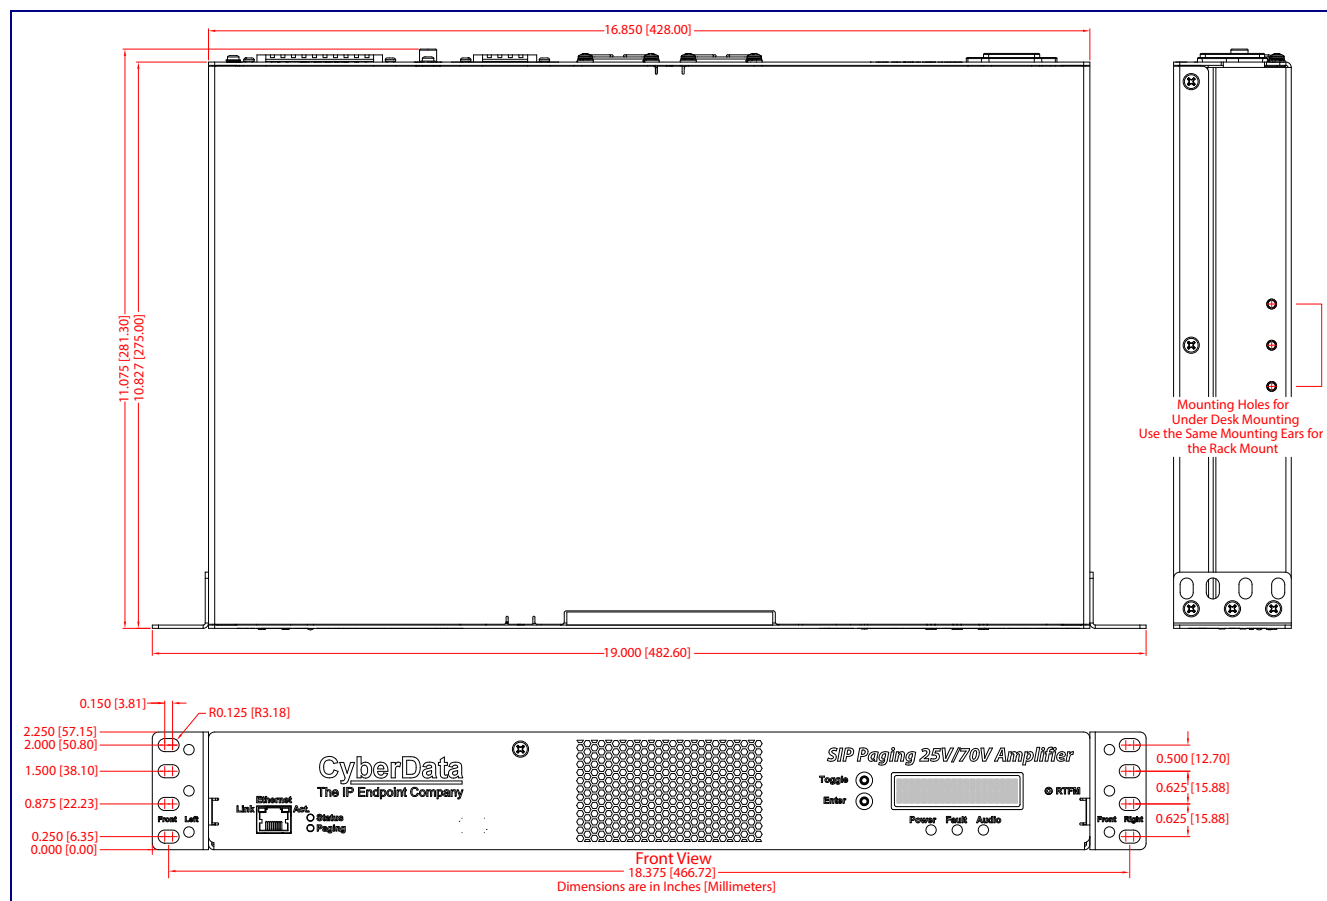 16.850 [428.00]
11.075 [281.30]
10.827 [275.00]
Mounting Holes for
Under Desk Mounting
Use the Same Mounting Ears for
the Rack Mount
19.000 [482.60]
0.150 [3.81]
R0.125 [R3.18]
2.250 [57.15]
2.000 [50.80]
1.500 [38.10]
0.875 [22.23]
0.250 [6.35]
0.000 [0.00]
Front Left
CyberData
The IP Endpoint Company
Ethernet
Link Act.
Status
Paging
SIP Paging 25V/70V Amplifier
Toggle
Enter
RTFM
Power Fault Audio
Front Right
0.500 [12.70]
0.625 [15.88]
0.625 [15.88]
Front View
18.375 [466.72]
Dimensions are in Inches [Millimeters]